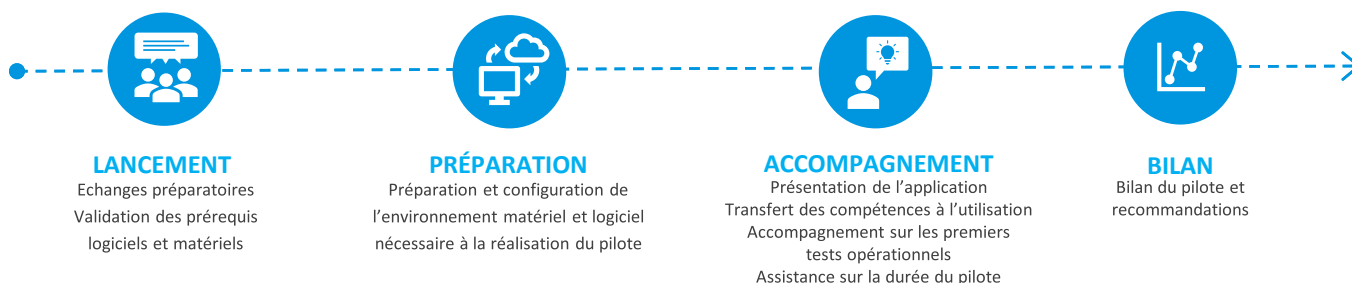 LANCEMENT
Echanges préparatoires
Validation des prérequis
logiciels et matériels
PRÉPARATION
Préparation et configuration de
l’environnement matériel et logiciel
nécessaire à la réalisation du pilote
ACCOMPAGNEMENT
Présentation de l’application
Transfert des compétences à l’utilisation
Accompagnement sur les premiers
tests opérationnels
Assistance sur la durée du pilote
BILAN
Bilan du pilote et
recommandations